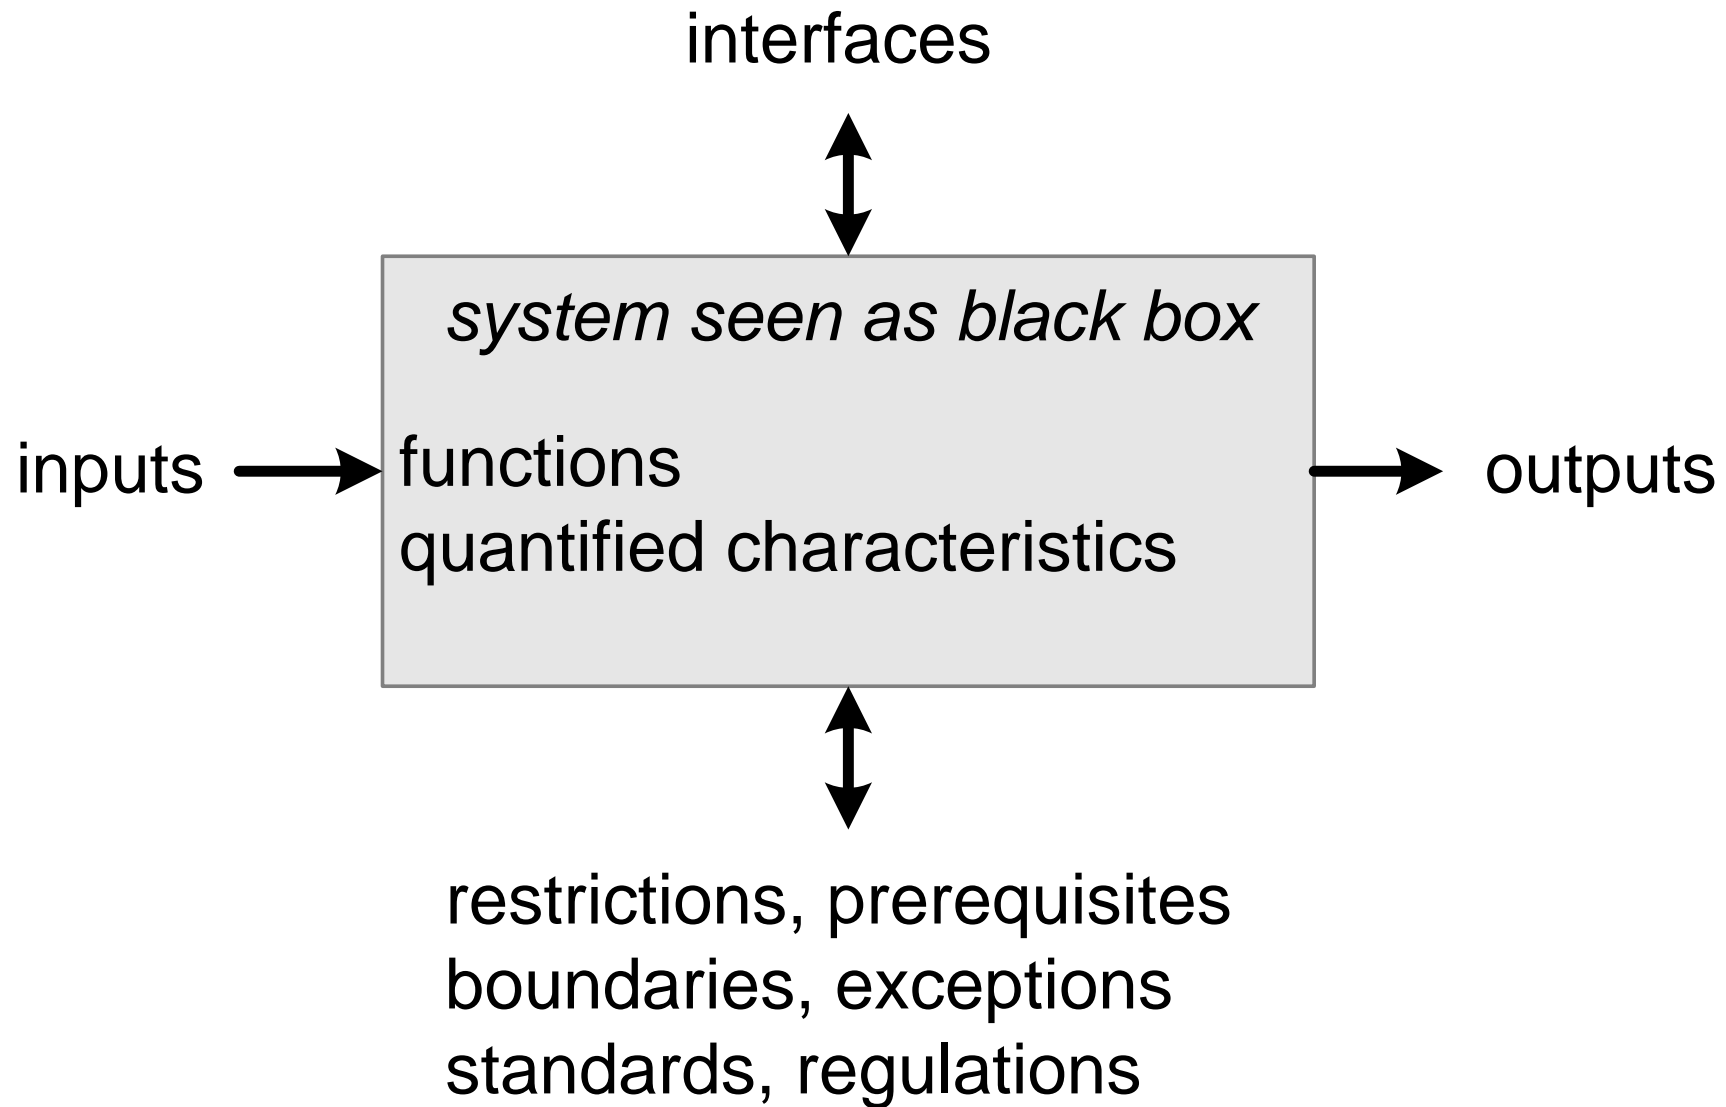 interfaces
system seen as black box
inputs
functions
quantified characteristics
outputs
restrictions, prerequisites
boundaries, exceptions
standards, regulations